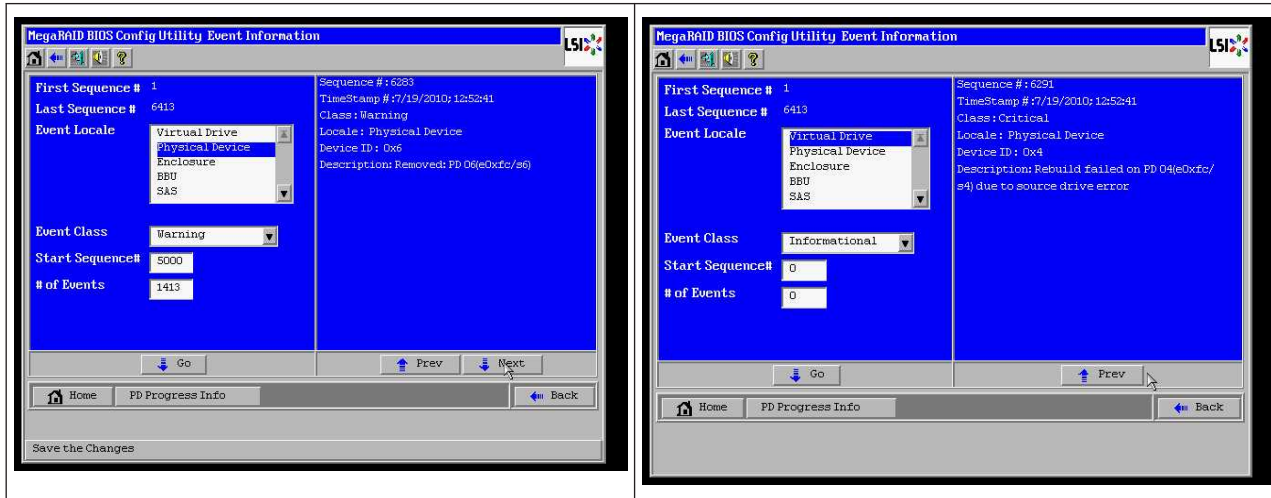 MegaRAID BIOS Config Utility Event Information
LSI
First Sequence # 1
Last Sequence # 6413
Event Locale
Virtual Drive
Physical Device
Enclosure
BBU
SAS
Event Class Warning
Start Sequence# 5000
# of Events 1413
Sequence #:6283
TimeStamp #:7/19/2010; 12:52:41
Class:Warning
Locale: Physical Device
Device ID: 0x6
Description: Removed: PD 06(e0xfc/s6)
Go
Prev
Next
Home
PD Progress Info
Back
Save the Changes
MegaRAID BIOS Config Utility Event Information
LSI
First Sequence # 1
Last Sequence # 6413
Event Locale
Virtual Drive
Physical Device
Enclosure
BBU
SAS
Event Class Informational
Start Sequence# 0
# of Events 0
Sequence #:6291
TimeStamp #:7/19/2010; 12:52:41
Class:Critical
Locale: Physical Device
Device ID: 0x4
Description: Rebuild failed on PD 04(e0xfc/
s4) due to source drive error
Go
Prev
Home
PD Progress Info
Back